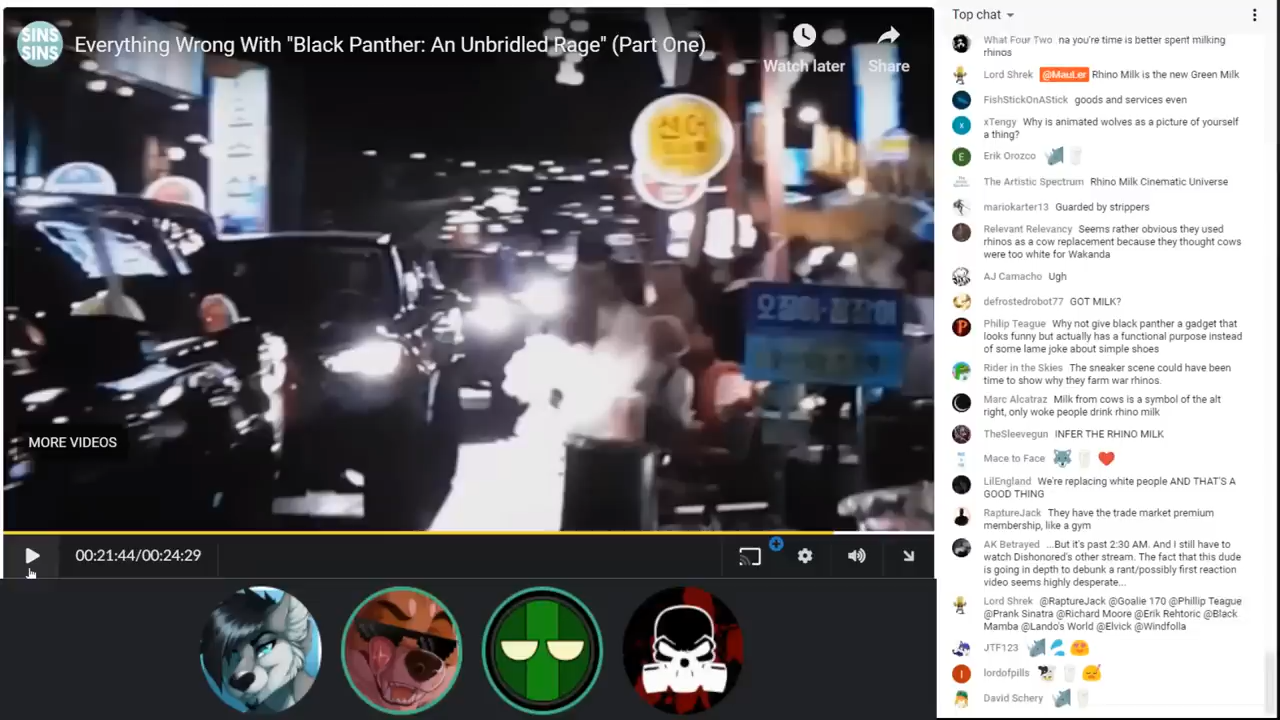 SINS
SINS
Everything Wrong With "Black Panther: An Unbridled Rage" (Part One)
Watch later
Share
MORE VIDEOS
00:21:44/00:24:29
Top chat
What Four Two na you're time is better spent milking
rhinos
Lord Shrek @MauLer Rhino Milk is the new Green Milk
FishStickOnAStick goods and services even
xTengy Why is animated wolves as a picture of yourself
a thing?
Erik Orozco
The Artistic Spectrum Rhino Milk Cinematic Universe
mariokarter13 Guarded by strippers
Relevant Relevancy Seems rather obvious they used
rhinos as a cow replacement because they thought cows
were too white for Wakanda
AJ Camacho Ugh
defrostedrobot77 GOT MILK?
Philip Teague Why not give black panther a gadget that
looks funny but actually has a functional purpose instead
of some lame joke about simple shoes
Rider in the Skies The sneaker scene could have been
time to show why they farm war rhinos.
Marc Alcatraz Milk from cows is a symbol of the alt
right, only woke people drink rhino milk
TheSleevegun INFER THE RHINO MILK
Mace to Face
LilEngland We're replacing white people AND THAT'S A
GOOD THING
RaptureJack They have the trade market premium
membership, like a gym
AK Betrayed ...But it's past 2:30 AM. And I still have to
watch Dishonored's other stream. The fact that this dude
is going in depth to debunk a rant/possibly first reaction
video seems highly desperate...
Lord Shrek @RaptureJack @Goalie 170 @Phillip Teague
@Prank Sinatra @Richard Moore @Erik Rehtoric @Black
Mamba @Lando's World @Elvick @Windfolla
JTF123
lordofpills
David Schery